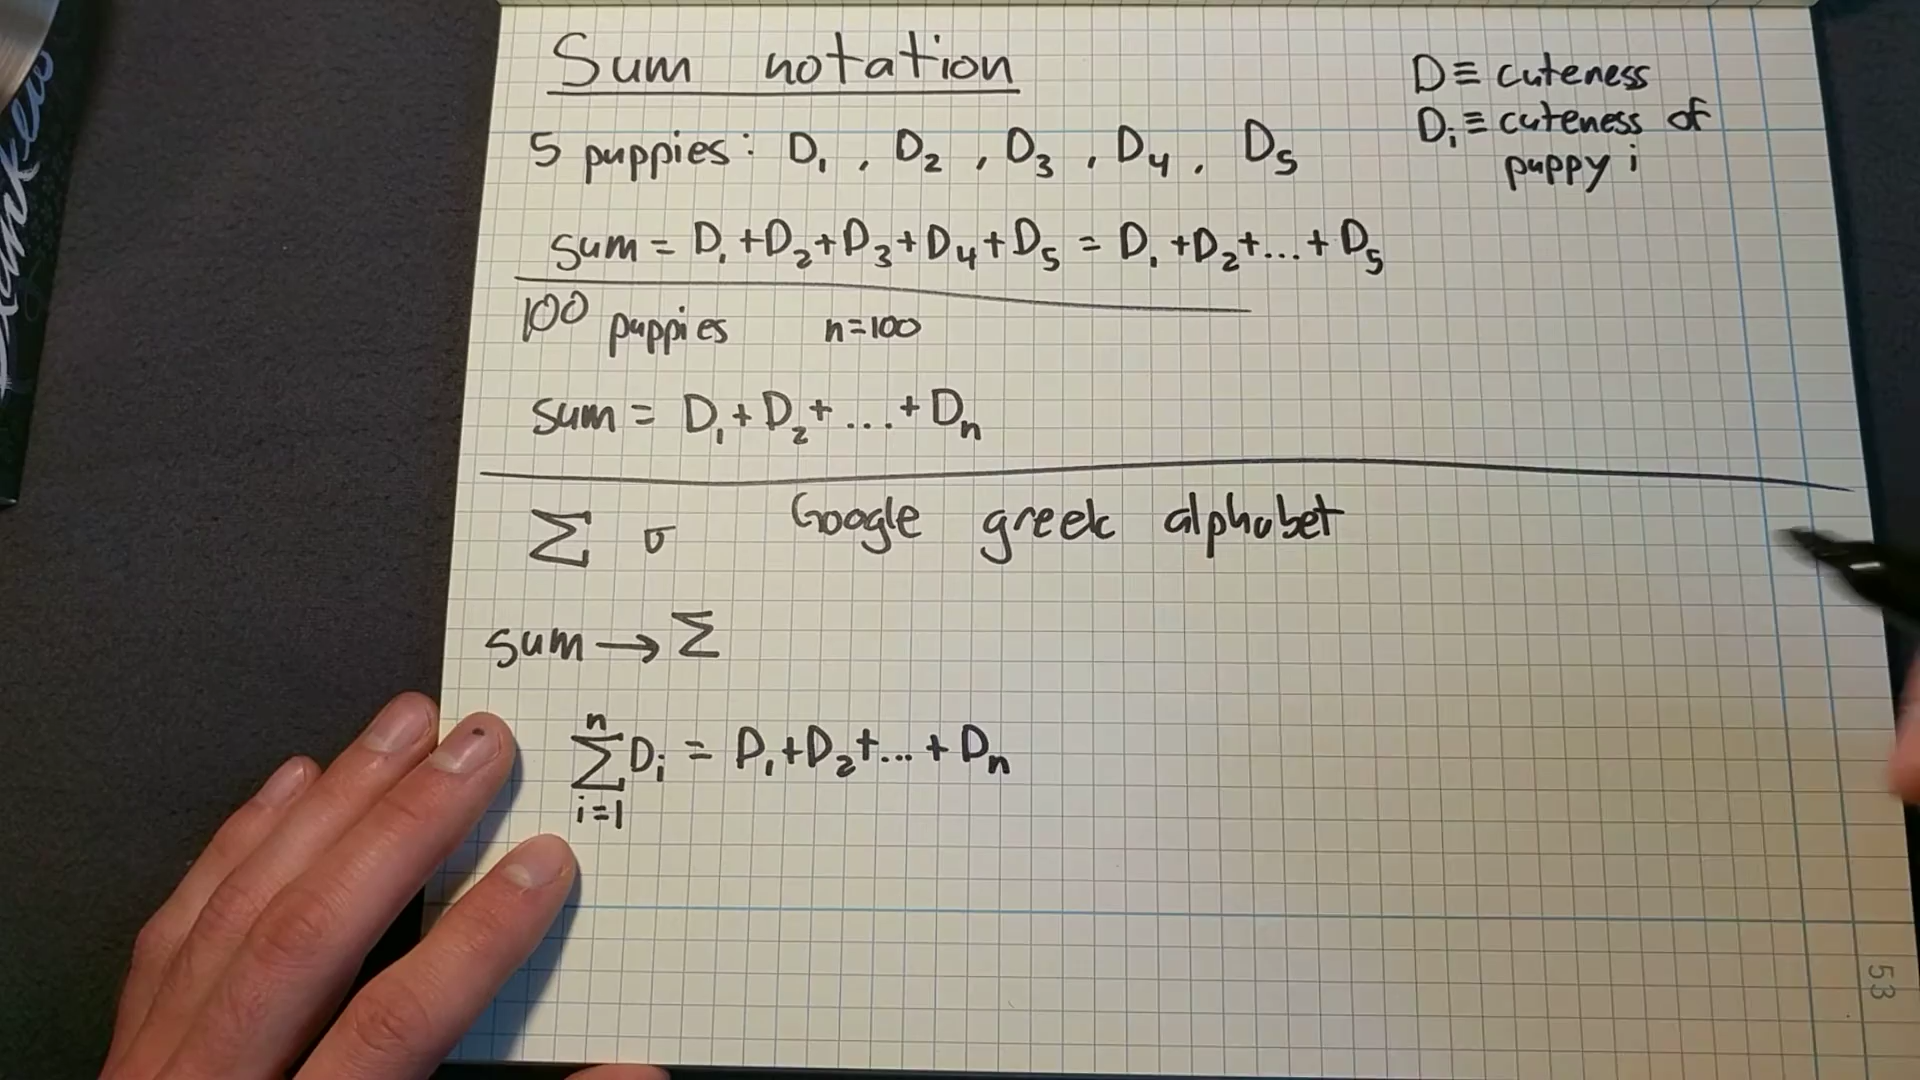 Sum notation
D ≡ cuteness
Dᵢ ≡ cuteness of
puppy i
5 puppies: D₁, D₂, D₃, D₄, D₅
sum = D₁+D₂+D₃+D₄+D₅ = D₁+D₂+...+D₅
100 puppies n=100
sum = D₁+D₂+...+Dₙ
Σ σ Google greek alphabet
sum → Σ
n
Σ Dᵢ = D₁+D₂+...+Dₙ
i=1
53